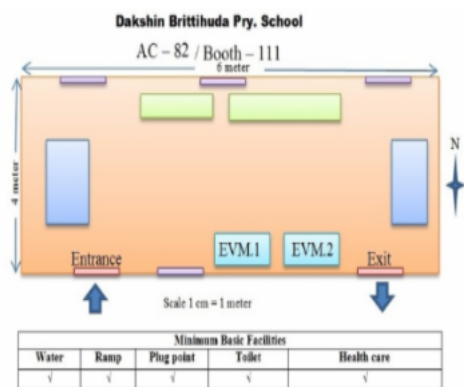 Dakshin Brittihuda Pry. School
AC – 82 / Booth – 111
6 meter
4 meter
N
EVM.1 EVM.2
Entrance Exit
Scale 1 cm = 1 meter
Minimum Basic Facilities
Water Ramp Plug point Toilet Health care
√ √ √ √ √